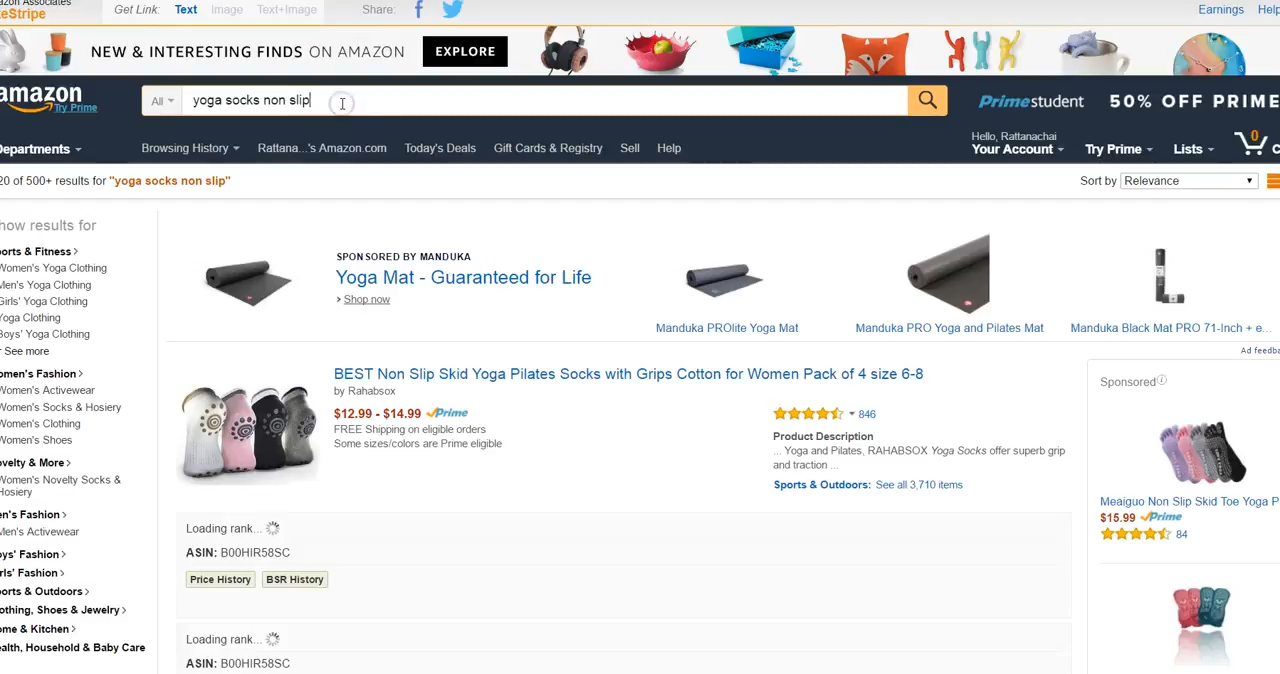 azon Associates
eStripe
Get Link: Text Image Text+Image Share: Earnings Help
NEW & INTERESTING FINDS ON AMAZON EXPLORE
amazon
Try Prime
All
yoga socks non slip
Primestudent 50% OFF PRIME
epartments
Browsing History Rattana...'s Amazon.com Today's Deals Gift Cards & Registry Sell Help
Hello, Rattanachai
Your Account Try Prime Lists 0 C
20 of 500+ results for "yoga socks non slip"
Sort by Relevance
how results for
ports & Fitness
Women's Yoga Clothing
Men's Yoga Clothing
Girls' Yoga Clothing
Yoga Clothing
Boys' Yoga Clothing
See more
omen's Fashion
Women's Activewear
Women's Socks & Hosiery
Women's Clothing
Women's Shoes
ovelty & More
Women's Novelty Socks &
Hosiery
en's Fashion
Men's Activewear
oys' Fashion
irls' Fashion
ports & Outdoors
othing, Shoes & Jewelry
ome & Kitchen
ealth, Household & Baby Care
SPONSORED BY MANDUKA
Yoga Mat - Guaranteed for Life
Shop now
Manduka PROlite Yoga Mat
Manduka PRO Yoga and Pilates Mat
Manduka Black Mat PRO 71-Inch + e...
Ad feedba
BEST Non Slip Skid Yoga Pilates Socks with Grips Cotton for Women Pack of 4 size 6-8
by Rahabsox
$12.99 - $14.99 Prime
FREE Shipping on eligible orders
Some sizes/colors are Prime eligible
846
Product Description
... Yoga and Pilates, RAHABSOX Yoga Socks offer superb grip
and traction ...
Sports & Outdoors: See all 3,710 items
Loading rank...
ASIN: B00HIR58SC
Price History BSR History
Loading rank...
ASIN: B00HIR58SC
Sponsored
Meaiguo Non Slip Skid Toe Yoga P
$15.99 Prime
84